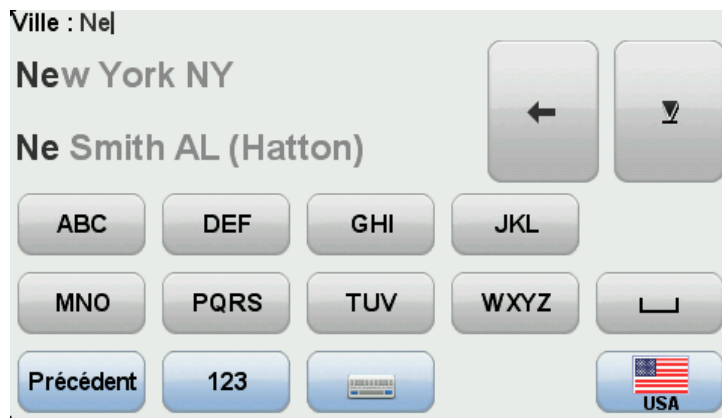 Ville : Ne
New York NY
Ne Smith AL (Hatton)
ABC DEF GHI JKL
MNO PQRS TUV WXYZ
Précédent 123 USA